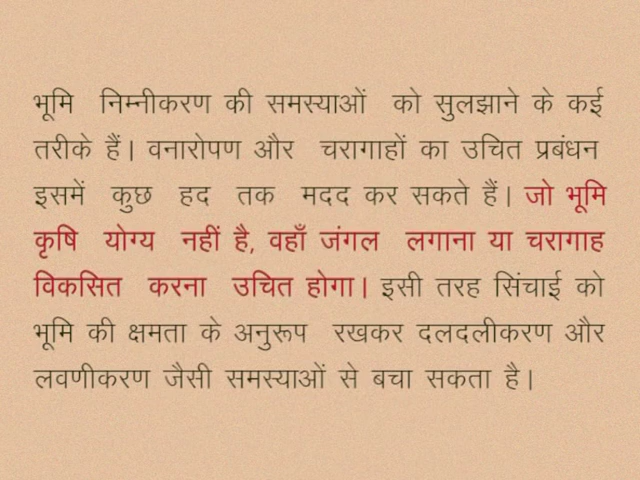 भूमि निम्नीकरण की समस्याओं को सुलझाने के कई
तरीके हैं। वनारोपण और चरागाहों का उचित प्रबंधन
इसमें कुछ हद तक मदद कर सकते हैं। जो भूमि
कृषि योग्य नहीं है, वहाँ जंगल लगाना या चरागाह
विकसित करना उचित होगा। इसी तरह सिंचाई को
भूमि की क्षमता के अनुरूप रखकर दलदलीकरण और
लवणीकरण जैसी समस्याओं से बचा सकता है।